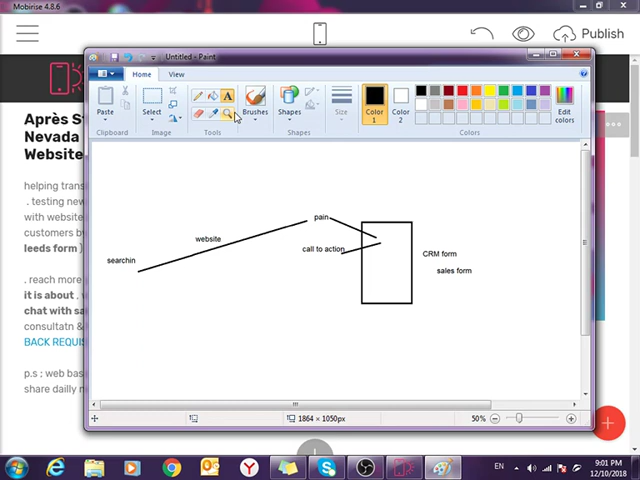 Mobirise 4.8.6
Publish
Untitled - Paint
Home
View
Paste
Select
Brushes
Shapes
Size
Color
1
Color
2
Edit
colors
Clipboard
Image
Tools
Shapes
Colors
Après S
Nevada
Website
helping trans
. testing new
with website
customers by
leeds form )
. reach more
it is about ,
chat with sa
consultatn &
BACK REQUIS
p.s ; web bas
share dailly
pain
website
call to action
searchin
CRM form
sales form
1864 × 1050px
50%
EN
9:01 PM
12/10/2018